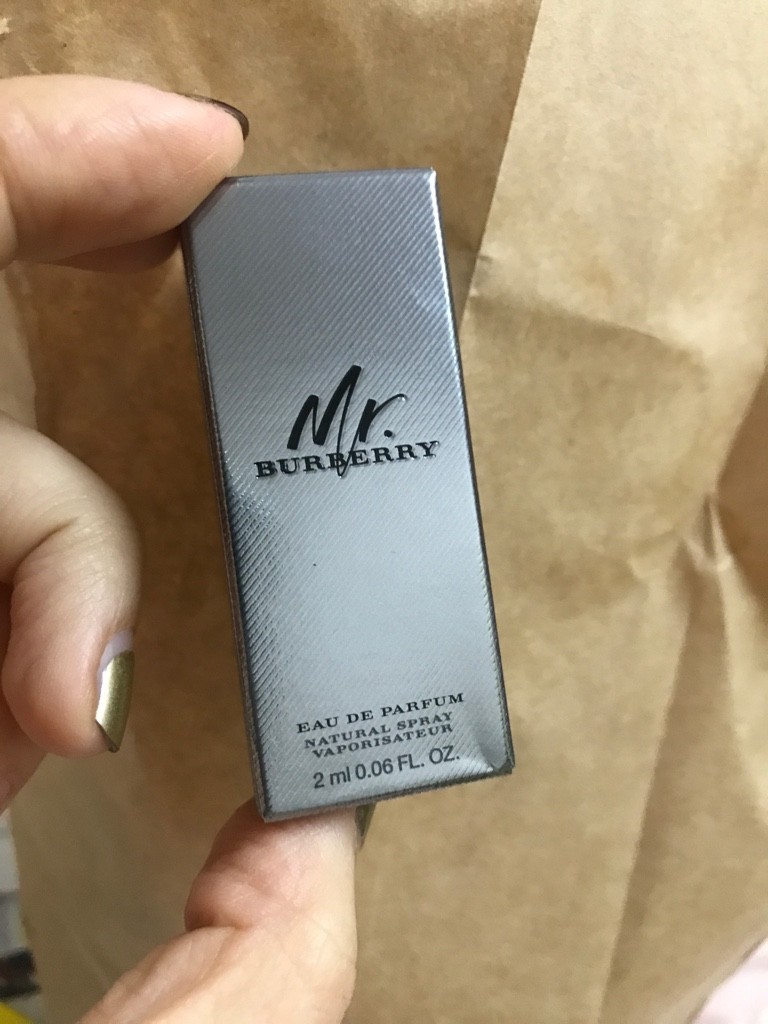 Mr.
BURBERRY
EAU DE PARFUM
NATURAL SPRAY
VAPORISATEUR
2 ml 0.06 FL. OZ.